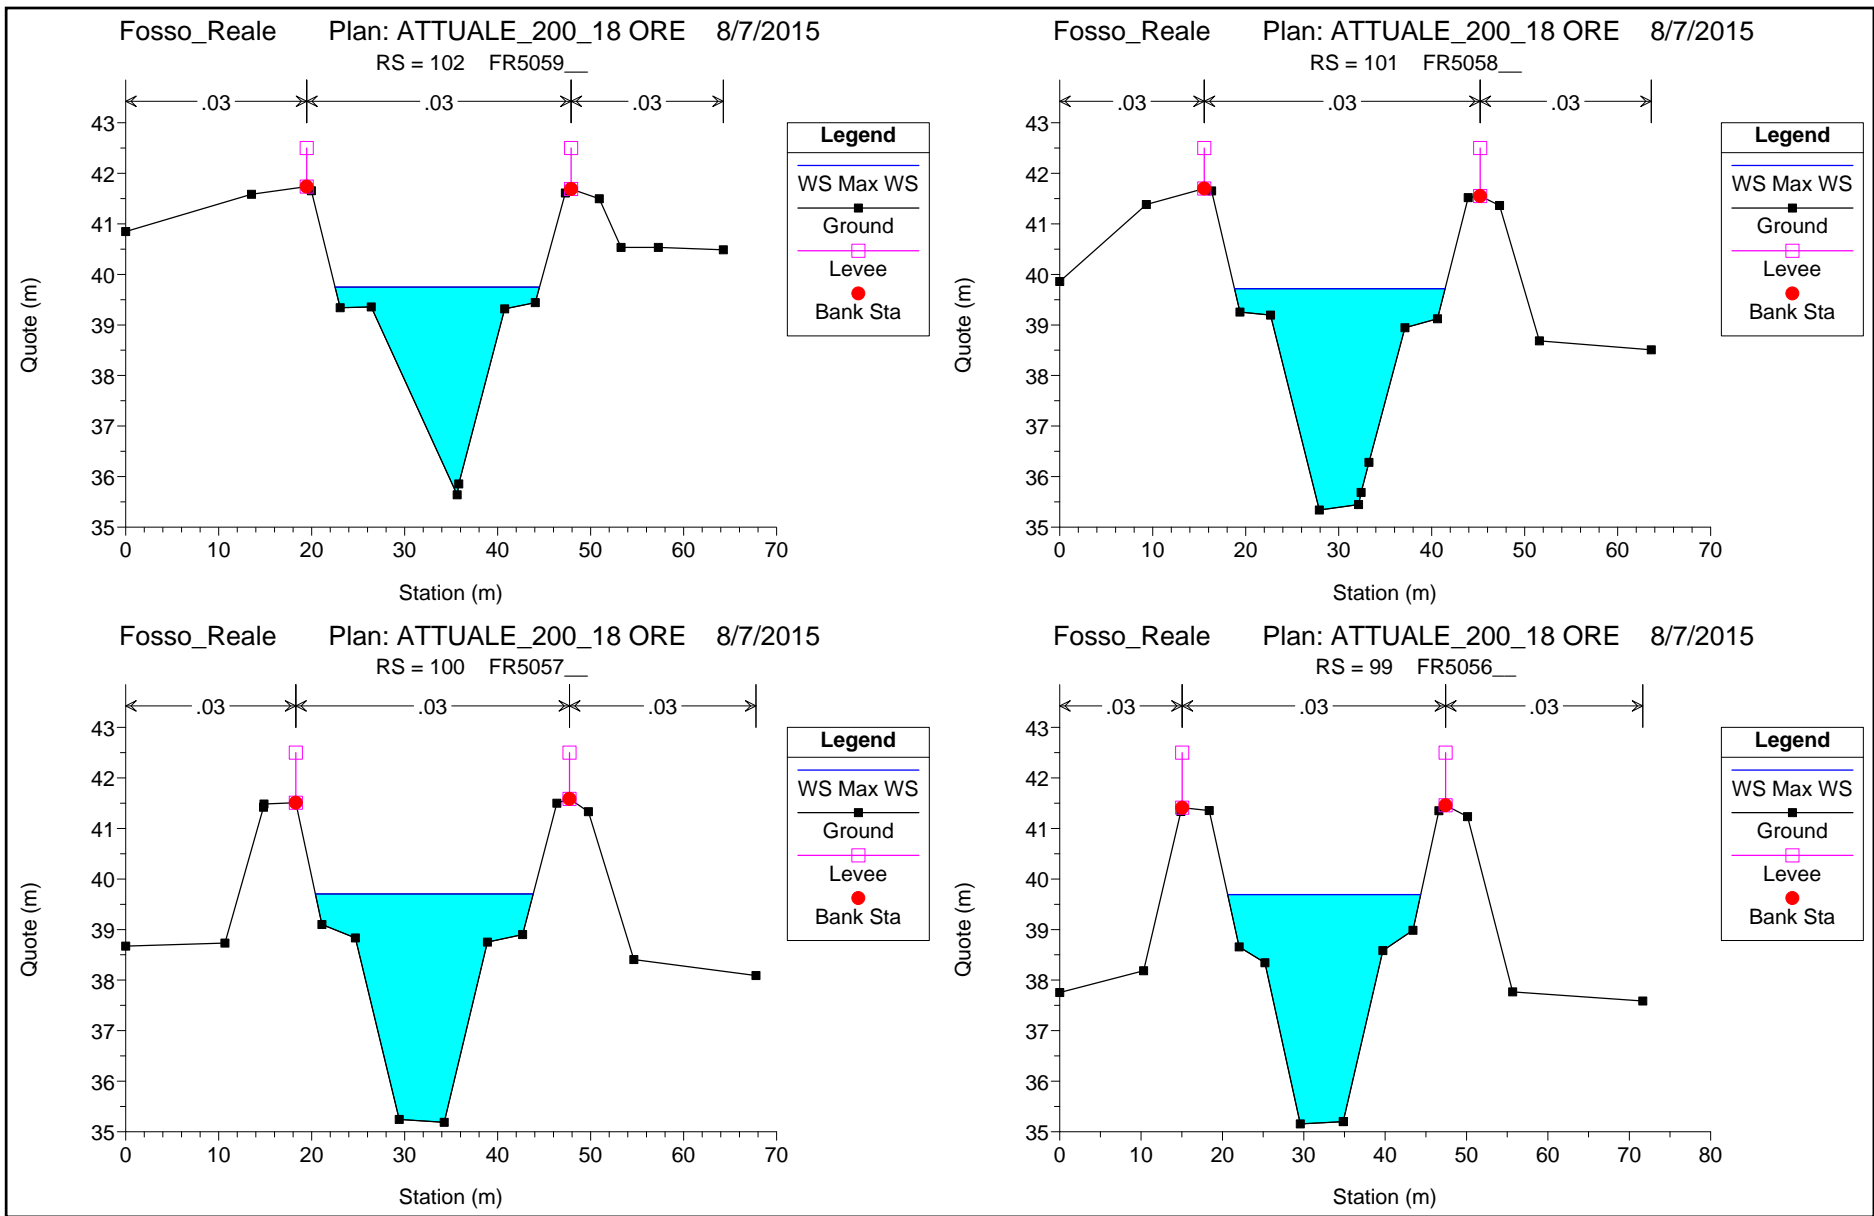 Fosso_Reale Plan: ATTUALE_200_18 ORE 8/7/2015
RS = 102 FR5059__
.03 .03 .03
43
42
41
40
39
38
37
36
35
0 10 20 30 40 50 60 70
Station (m)
Quote (m)
Legend
WS Max WS
Ground
Levee
Bank Sta
Fosso_Reale Plan: ATTUALE_200_18 ORE 8/7/2015
RS = 101 FR5058__
.03 .03 .03
43
42
41
40
39
38
37
36
35
0 10 20 30 40 50 60 70
Station (m)
Quote (m)
Legend
WS Max WS
Ground
Levee
Bank Sta
Fosso_Reale Plan: ATTUALE_200_18 ORE 8/7/2015
RS = 100 FR5057__
.03 .03 .03
43
42
41
40
39
38
37
36
35
0 10 20 30 40 50 60 70
Station (m)
Quote (m)
Legend
WS Max WS
Ground
Levee
Bank Sta
Fosso_Reale Plan: ATTUALE_200_18 ORE 8/7/2015
RS = 99 FR5056__
.03 .03 .03
43
42
41
40
39
38
37
36
35
0 10 20 30 40 50 60 70 80
Station (m)
Quote (m)
Legend
WS Max WS
Ground
Levee
Bank Sta